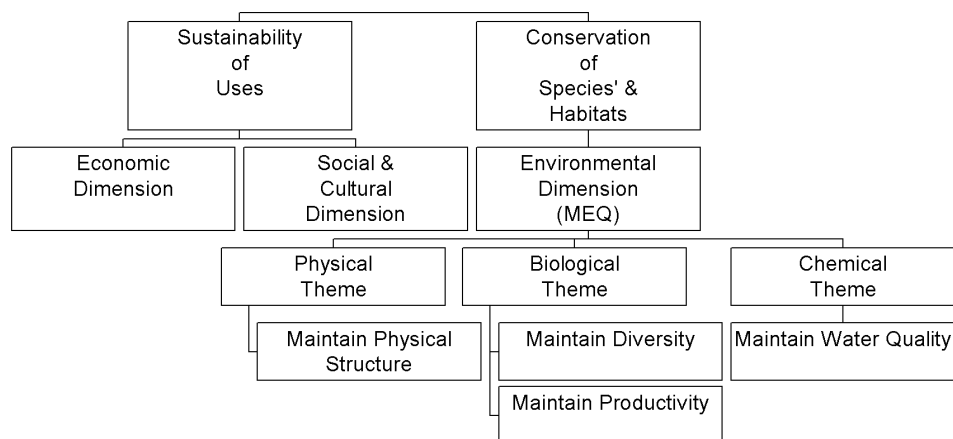 Sustainability
of
Uses
Conservation
of
Species' &
Habitats
Economic
Dimension
Social &
Cultural
Dimension
Environmental
Dimension
(MEQ)
Physical
Theme
Biological
Theme
Chemical
Theme
Maintain Physical
Structure
Maintain Diversity
Maintain Water Quality
Maintain Productivity